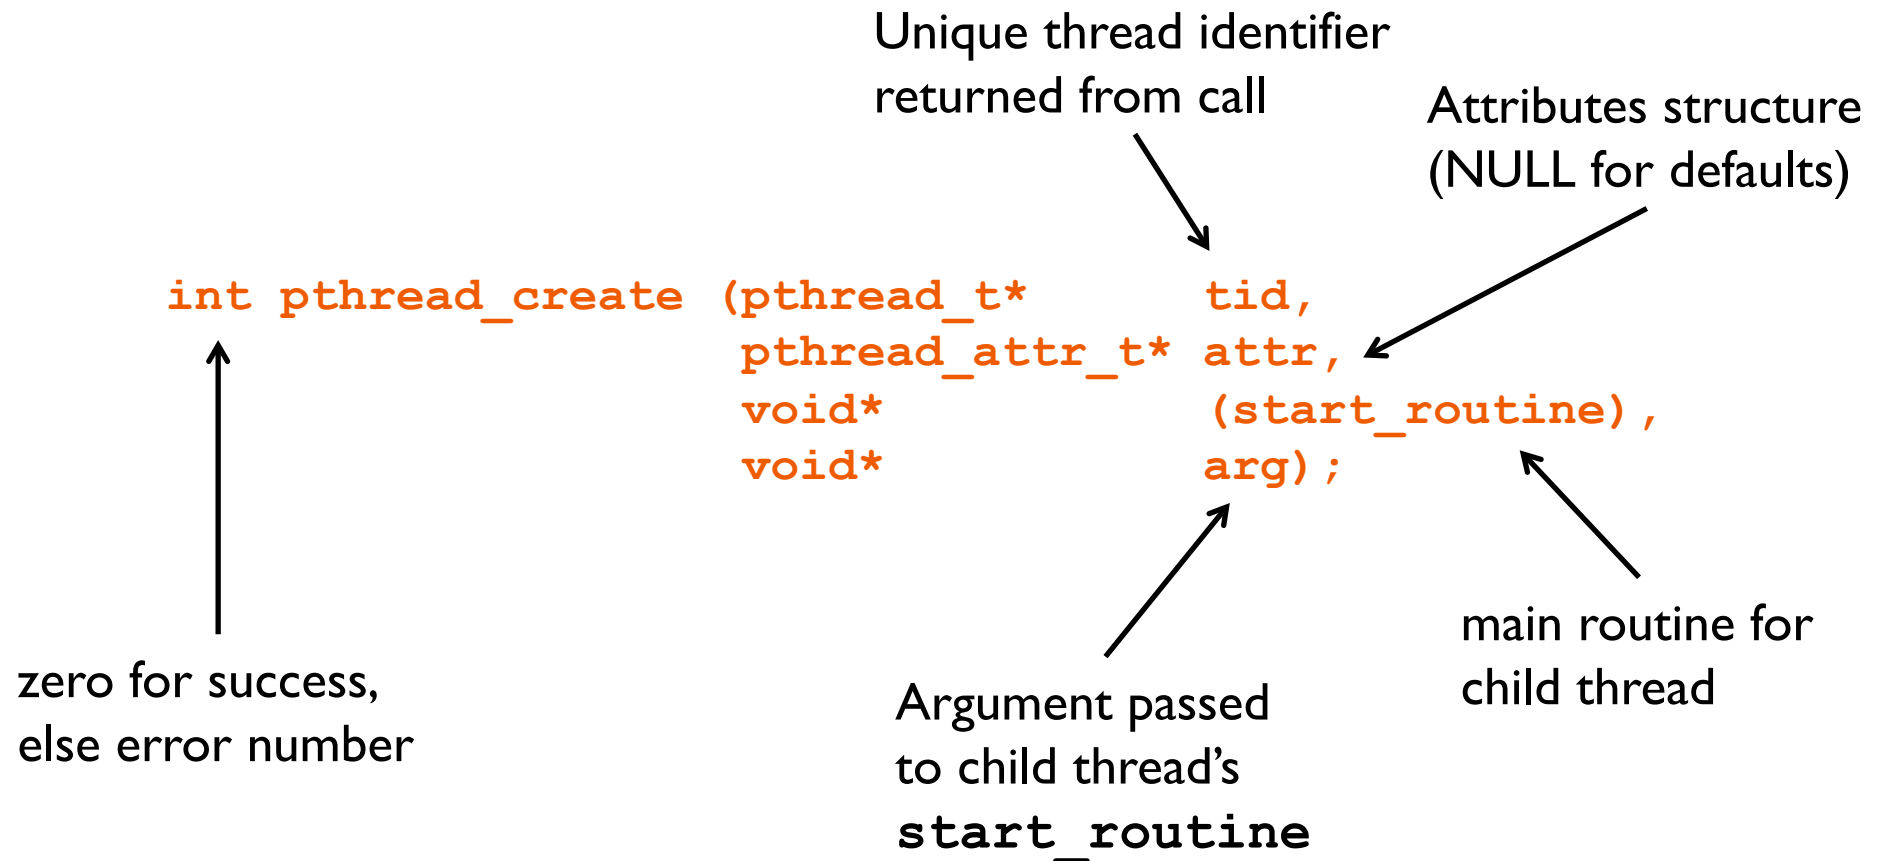 Unique thread identifier
returned from call
Attributes structure
(NULL for defaults)
int pthread_create (pthread_t* tid,
pthread_attr_t* attr,
void* (start_routine),
void* arg);
zero for success,
else error number
Argument passed
to child thread’s
start_routine
main routine for
child thread